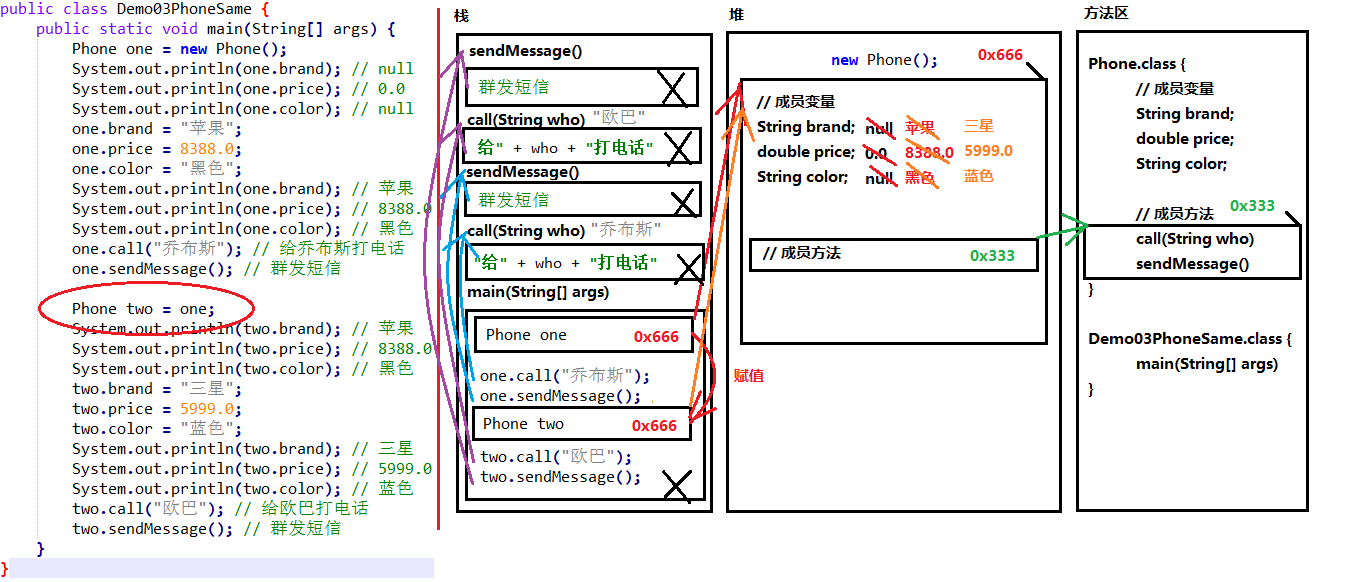 public class Demo03PhoneSame {
public static void main(String[] args) {
Phone one = new Phone();
System.out.println(one.brand); // null
System.out.println(one.price); // 0.0
System.out.println(one.color); // null
one.brand = "苹果";
one.price = 8388.0;
one.color = "黑色";
System.out.println(one.brand); // 苹果
System.out.println(one.price); // 8388.0
System.out.println(one.color); // 黑色
one.call("乔布斯"); // 给乔布斯打电话
one.sendMessage(); // 群发短信
Phone two = one;
System.out.println(two.brand); // 苹果
System.out.println(two.price); // 8388.0
System.out.println(two.color); // 黑色
two.brand = "三星";
two.price = 5999.0;
two.color = "蓝色";
System.out.println(two.brand); // 三星
System.out.println(two.price); // 5999.0
System.out.println(two.color); // 蓝色
two.call("欧巴"); // 给欧巴打电话
two.sendMessage(); // 群发短信
}
}
栈
sendMessage()
群发短信
call(String who) "欧巴"
给" + who + "打电话"
sendMessage()
群发短信
call(String who) "乔布斯"
"给" + who + "打电话"
main(String[] args)
Phone one 0x666
one.call("乔布斯");
one.sendMessage();
Phone two 0x666
two.call("欧巴");
two.sendMessage();
赋值
堆
new Phone(); 0x666
// 成员变量
String brand; null 苹果 三星
double price; 0.0 8388.0 5999.0
String color; null 黑色 蓝色
// 成员方法 0x333
方法区
Phone.class {
// 成员变量
String brand;
double price;
String color;
// 成员方法 0x333
call(String who)
sendMessage()
}
Demo03PhoneSame.class {
main(String[] args)
}